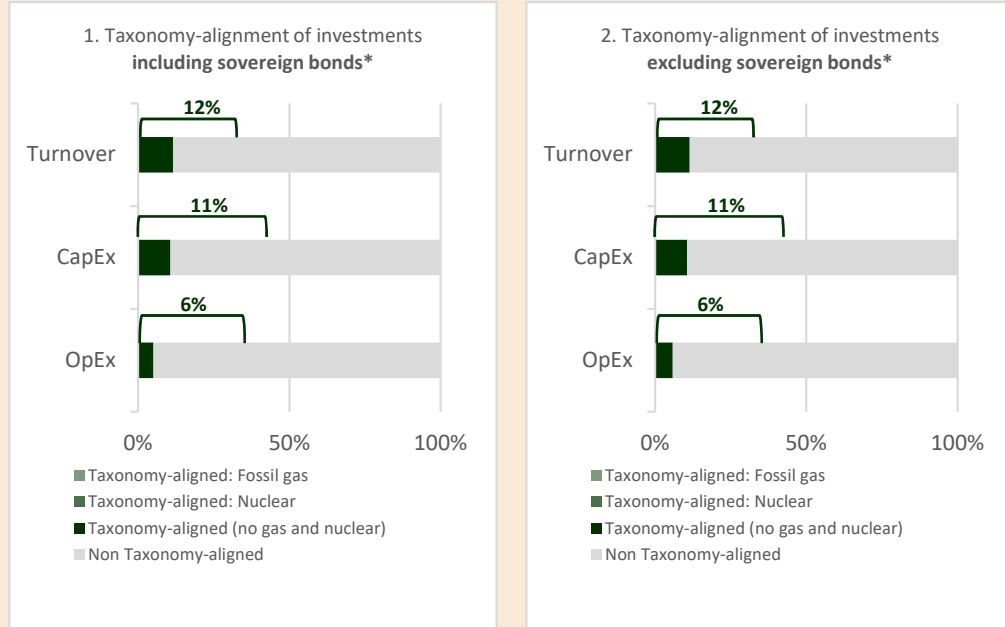 1. Taxonomy-alignment of investments
including sovereign bonds*
12%
Turnover
11%
CapEx
6%
OpEx
0%
50%
100%
Taxonomy-aligned: Fossil gas
Taxonomy-aligned: Nuclear
Taxonomy-aligned (no gas and nuclear)
Non Taxonomy-aligned
2. Taxonomy-alignment of investments
excluding sovereign bonds*
12%
Turnover
11%
CapEx
6%
OpEx
0%
50%
100%
Taxonomy-aligned: Fossil gas
Taxonomy-aligned: Nuclear
Taxonomy-aligned (no gas and nuclear)
Non Taxonomy-aligned